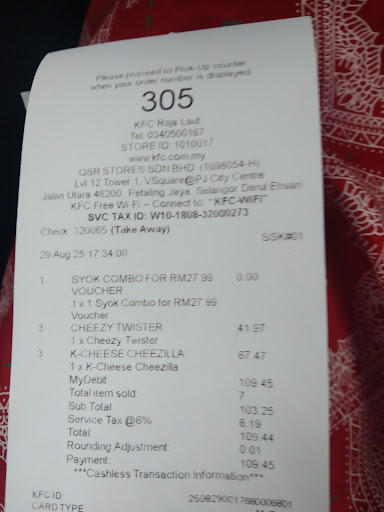 Please proceed to Pick-Up counter
when your order number is displayed
305
KFC Raja Laut
Tel. 0340500167
STORE ID: 1010017
www.kfc.com.my
QSR STORES SDN BHD. (1098054-H)
Lvl 12 Tower 1, VSquare@PJ City Centre
Jalan Utara 46200, Petaling Jaya, Selangor Darul Ehsan
KFC Free Wi-Fi – Connect to: "KFC-WIFI"
SVC TAX ID: W10-1808-32000273
Check: 320065 (Take Away)
SSK#01
29 Aug 25 17:34:00
1 SYOK COMBO FOR RM27.99 0.00
VOUCHER
1 x 1 Syok Combo for RM27.99
Voucher
3 CHEEZY TWISTER 41.97
1 x Cheezy Twister
3 K-CHEESE CHEEZILLA 67.47
1 x K-Cheese Cheezilla
MyDebit 109.45
Total item sold: 7
Sub Total: 103.25
Service Tax @6% 6.19
Total: 109.44
Rounding Adjustment: 0.01
Payment: 109.45
***Cashless Transaction Information***
KFC ID 2508290017680006801
CARD TYPE